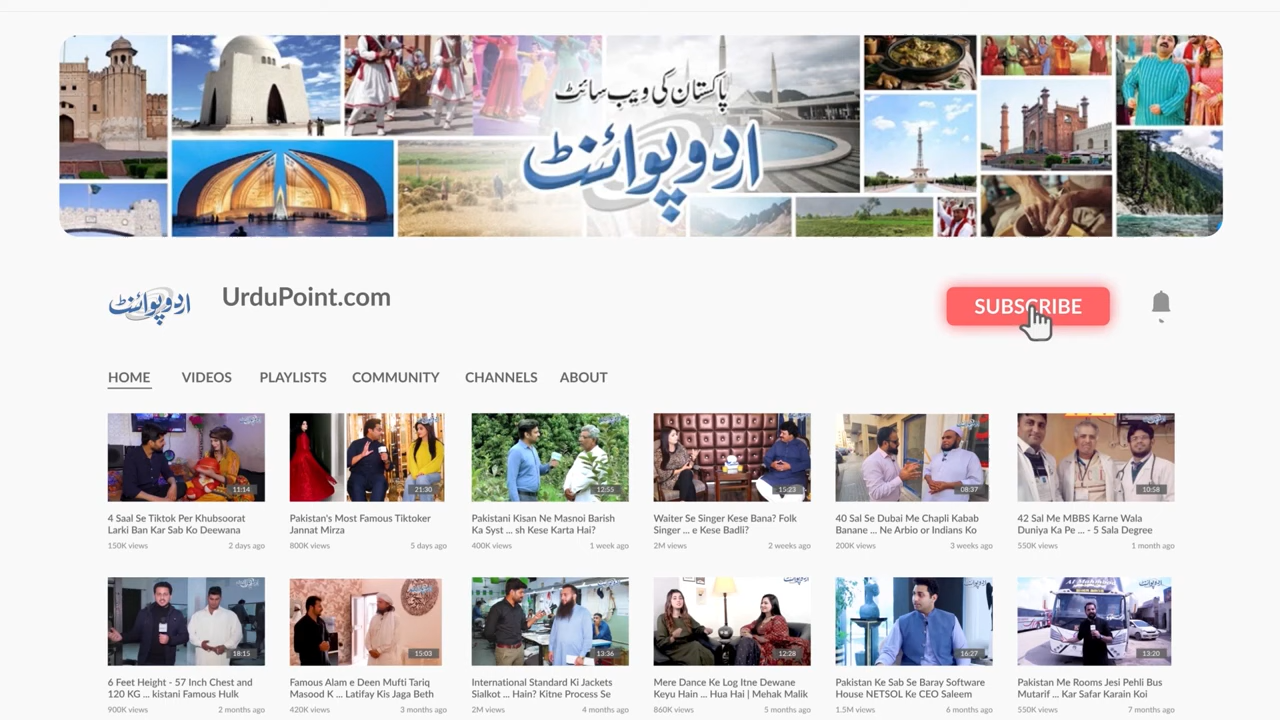 پاکستان کی ویب سائٹ
اردوپوائنٹ
اردوپوائنٹ
UrduPoint.com
SUBSCRIBE
HOME
VIDEOS
PLAYLISTS
COMMUNITY
CHANNELS
ABOUT
11:14
21:30
12:55
15:23
08:37
10:58
4 Saal Se Tiktok Per Khubsoorat
Larki Ban Kar Sab Ko Deewana
150K views
2 days ago
Pakistan's Most Famous Tiktoker
Jannat Mirza
800K views
5 days ago
Pakistani Kisan Ne Masnoi Barish
Ka Syst ... sh Kese Karta Hai?
400K views
1 week ago
Waiter Se Singer Kese Bana? Folk
Singer ... e Kese Badli?
2M views
2 weeks ago
40 Sal Se Dubai Me Chapli Kabab
Banane ... Ne Arbio or Indians Ko
200K views
3 weeks ago
42 Sal Me MBBS Karne Wala
Duniya Ka Pe ... - 5 Sala Degree
550K views
1 month ago
18:15
15:03
13:36
12:28
اردوپوائنٹ
16:27
13:20
6 Feet Height - 57 Inch Chest and
120 KG ... kistani Famous Hulk
900K views
2 months ago
Famous Alam e Deen Mufti Tariq
Masood K ... Latifay Kis Jaga Beth
420K views
3 months ago
International Standard Ki Jackets
Sialkot ... Hain? Kitne Process Se
2M views
4 months ago
Mere Dance Ke Log Itne Dewane
Keyu Hain ... Hua Hai | Mehak Malik
860K views
5 months ago
Pakistan Ke Sab Se Baray Software
House NETSOL Ke CEO Saleem
1.5M views
6 months ago
Pakistan Me Rooms Jesi Pehli Bus
Mutarif ... Kar Safar Karain Koi
550K views
7 months ago